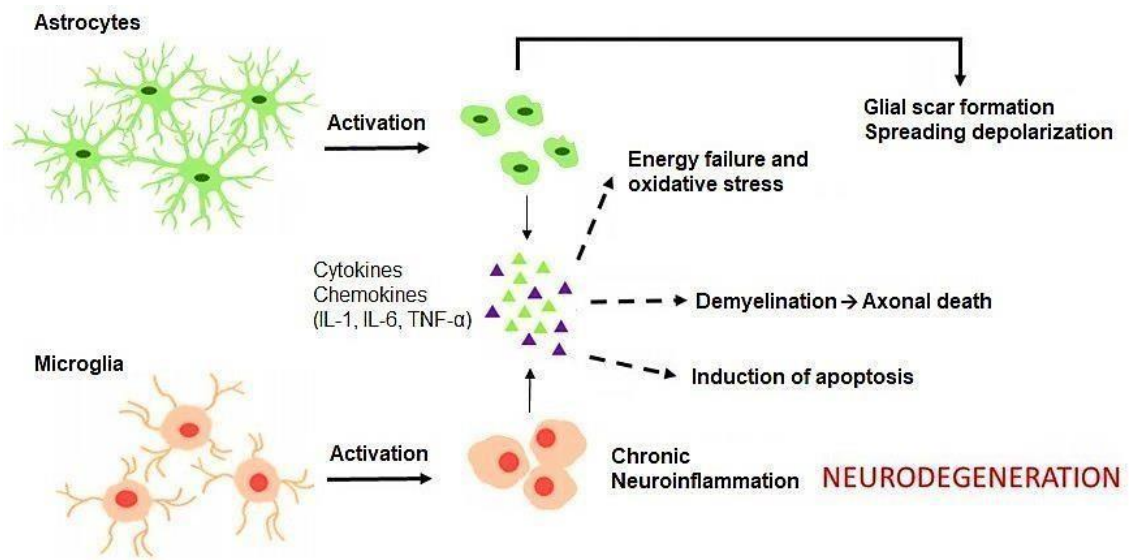 Astrocytes
Activation
Glial scar formation
Spreading depolarization
Energy failure and
oxidative stress
Cytokines
Chemokines
(IL-1, IL-6, TNF-α)
Demyelination → Axonal death
Induction of apoptosis
Microglia
Activation
Chronic
Neuroinflammation
NEURODEGENERATION